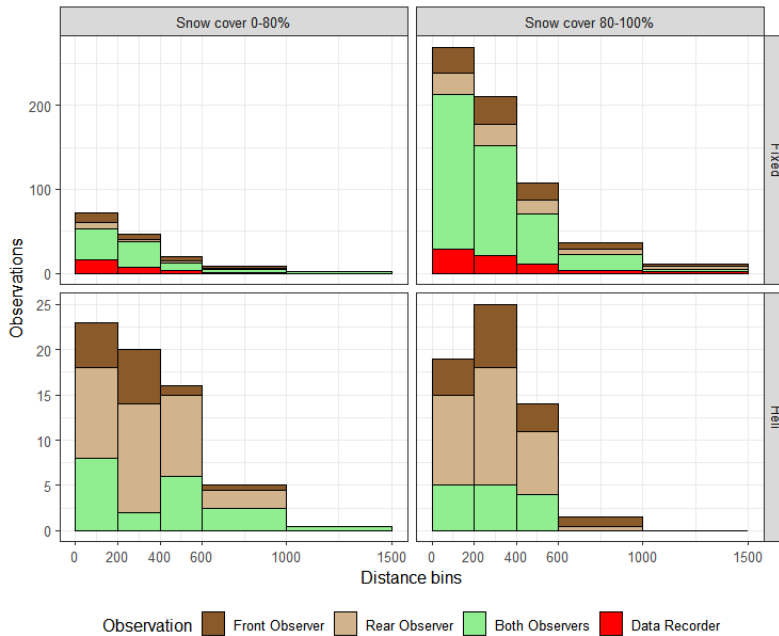 Snow cover 0-80%
Snow cover 80-100%
Observations
200
100
0
Fixed
25
20
15
10
5
0
Heli
0 200 400 600 1000 1500
0 200 400 600 1000 1500
Distance bins
Observation Front Observer Rear Observer Both Observers Data Recorder